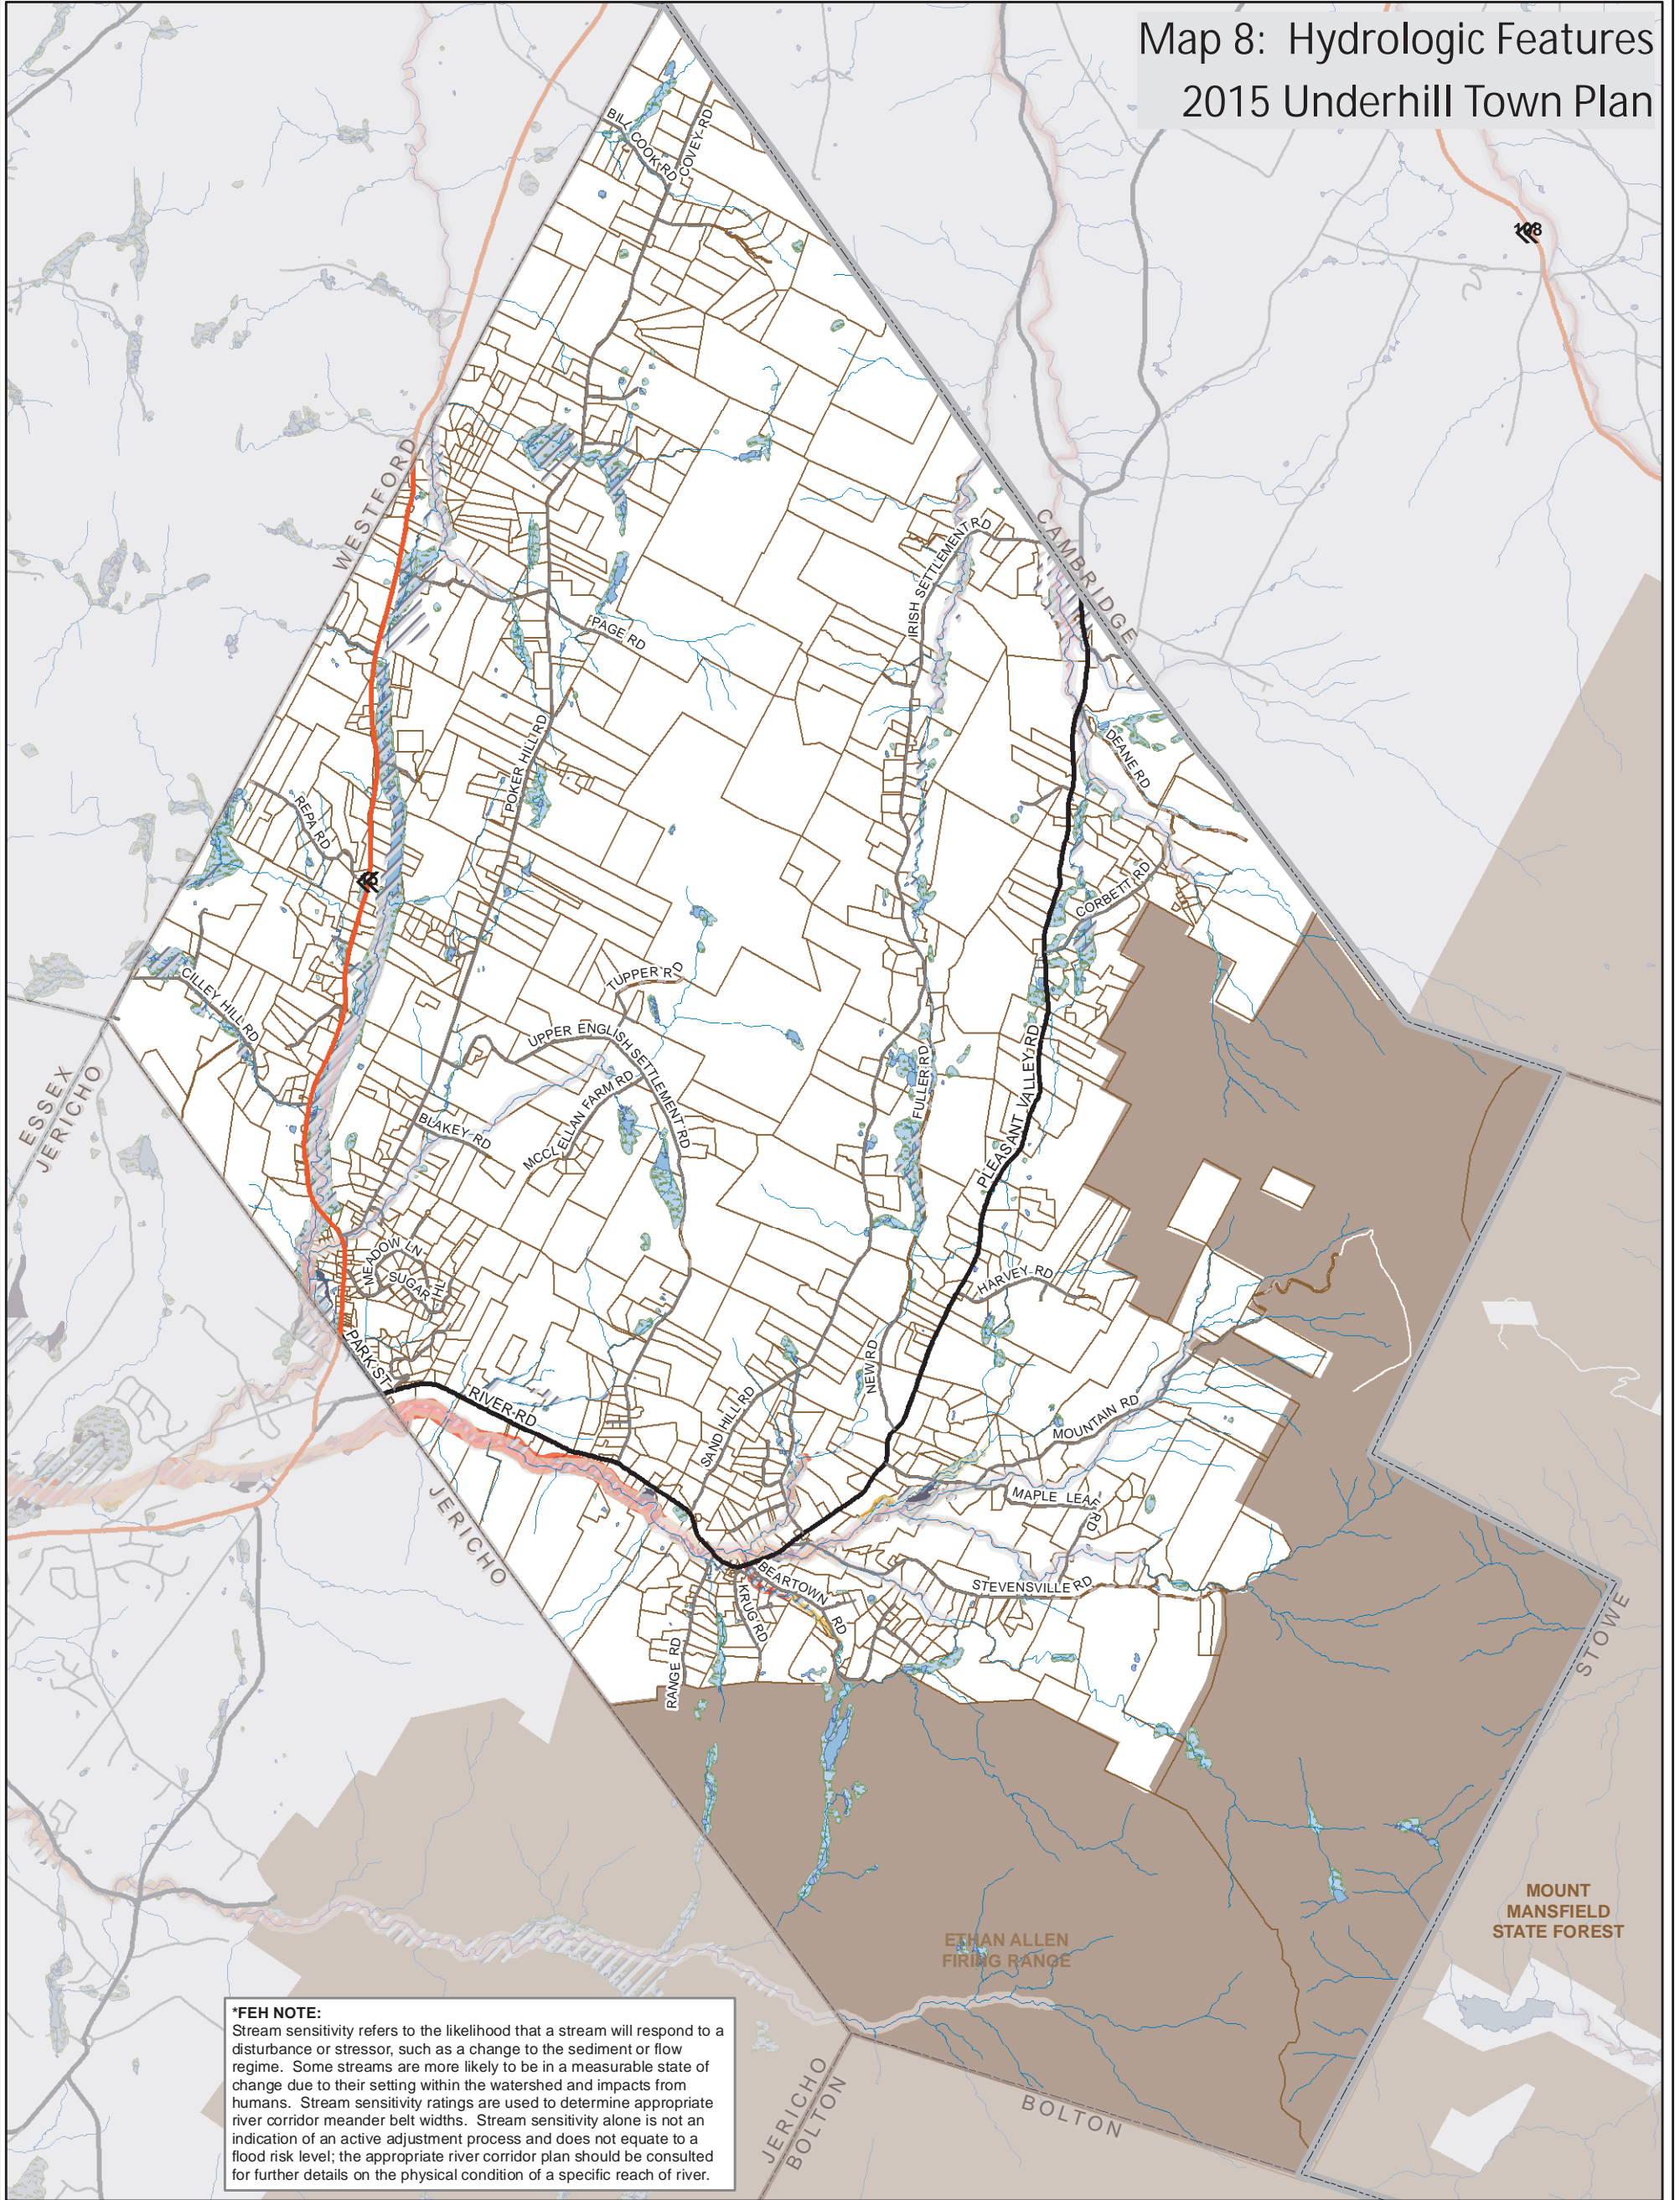 Map 8: Hydrologic Features
2015 Underhill Town Plan
BILL COOK RD
COVEY RD
108
WESTFORD
CAMBRIDGE
IRISH SETTLEMENT RD
PAGE RD
POKER HILL RD
DEANE RD
REPA RD
CORBETT RD
CILLEY HILL RD
TUPPER RD
UPPER ENGLISH SETTLEMENT RD
FULLER RD
PLEASANT VALLEY RD
MCCLELLAN FARM RD
BLAKEY RD
ESSEX
JERICHO
MEADOW LN
SUGAR HL
HARVEY RD
PARK ST
RIVER RD
NEW RD
SAND HILL RD
MOUNTAIN RD
MAPLE LEAF RD
JERICHO
BEARTOWN RD
KRUG RD
STEVENSVILLE RD
RANGE RD
STOWE
MOUNT
MANSFIELD
STATE FOREST
ETHAN ALLEN
FIRING RANGE
*FEH NOTE:
Stream sensitivity refers to the likelihood that a stream will respond to a
disturbance or stressor, such as a change to the sediment or flow
regime. Some streams are more likely to be in a measurable state of
change due to their setting within the watershed and impacts from
humans. Stream sensitivity ratings are used to determine appropriate
river corridor meander belt widths. Stream sensitivity alone is not an
indication of an active adjustment process and does not equate to a
flood risk level; the appropriate river corridor plan should be consulted
for further details on the physical condition of a specific reach of river.
JERICHO
BOLTON
BOLTON